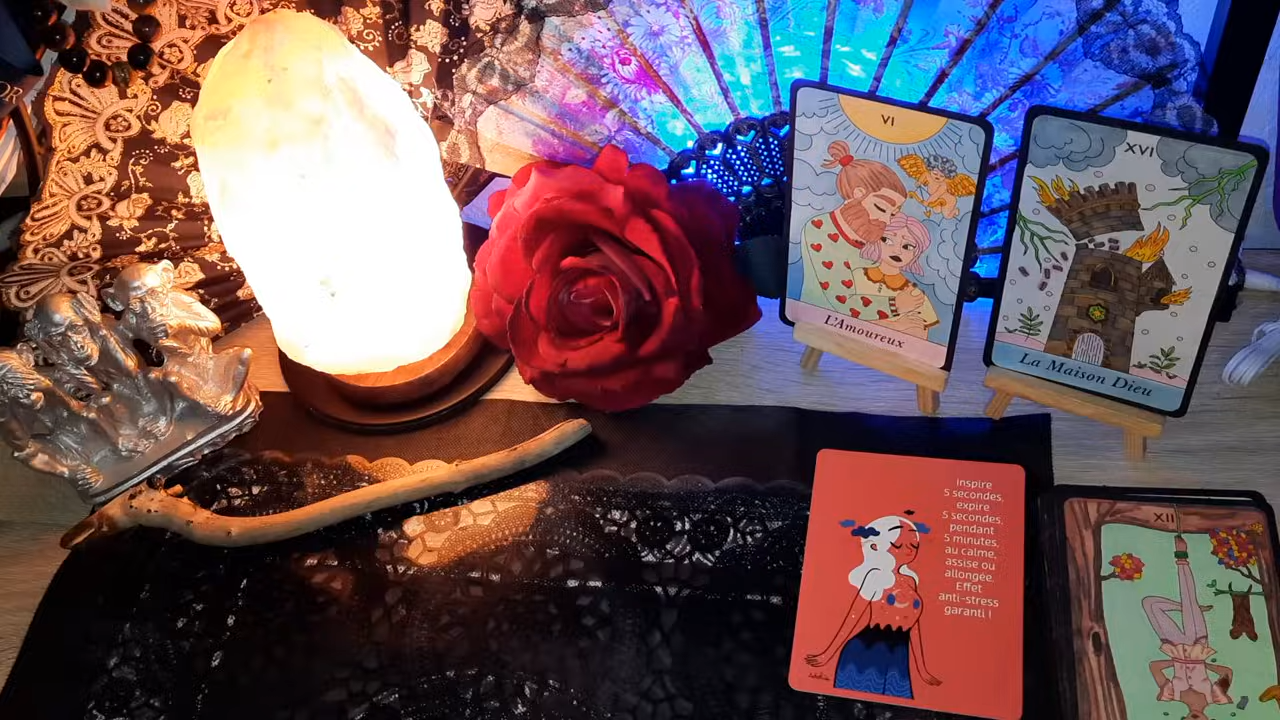 VI
L'Amoureux
XVI
La Maison Dieu
Inspire
5 secondes,
expire
5 secondes,
pendant
5 minutes,
au calme,
assise ou
allongée.
Effet
anti-stress
garanti !
XII